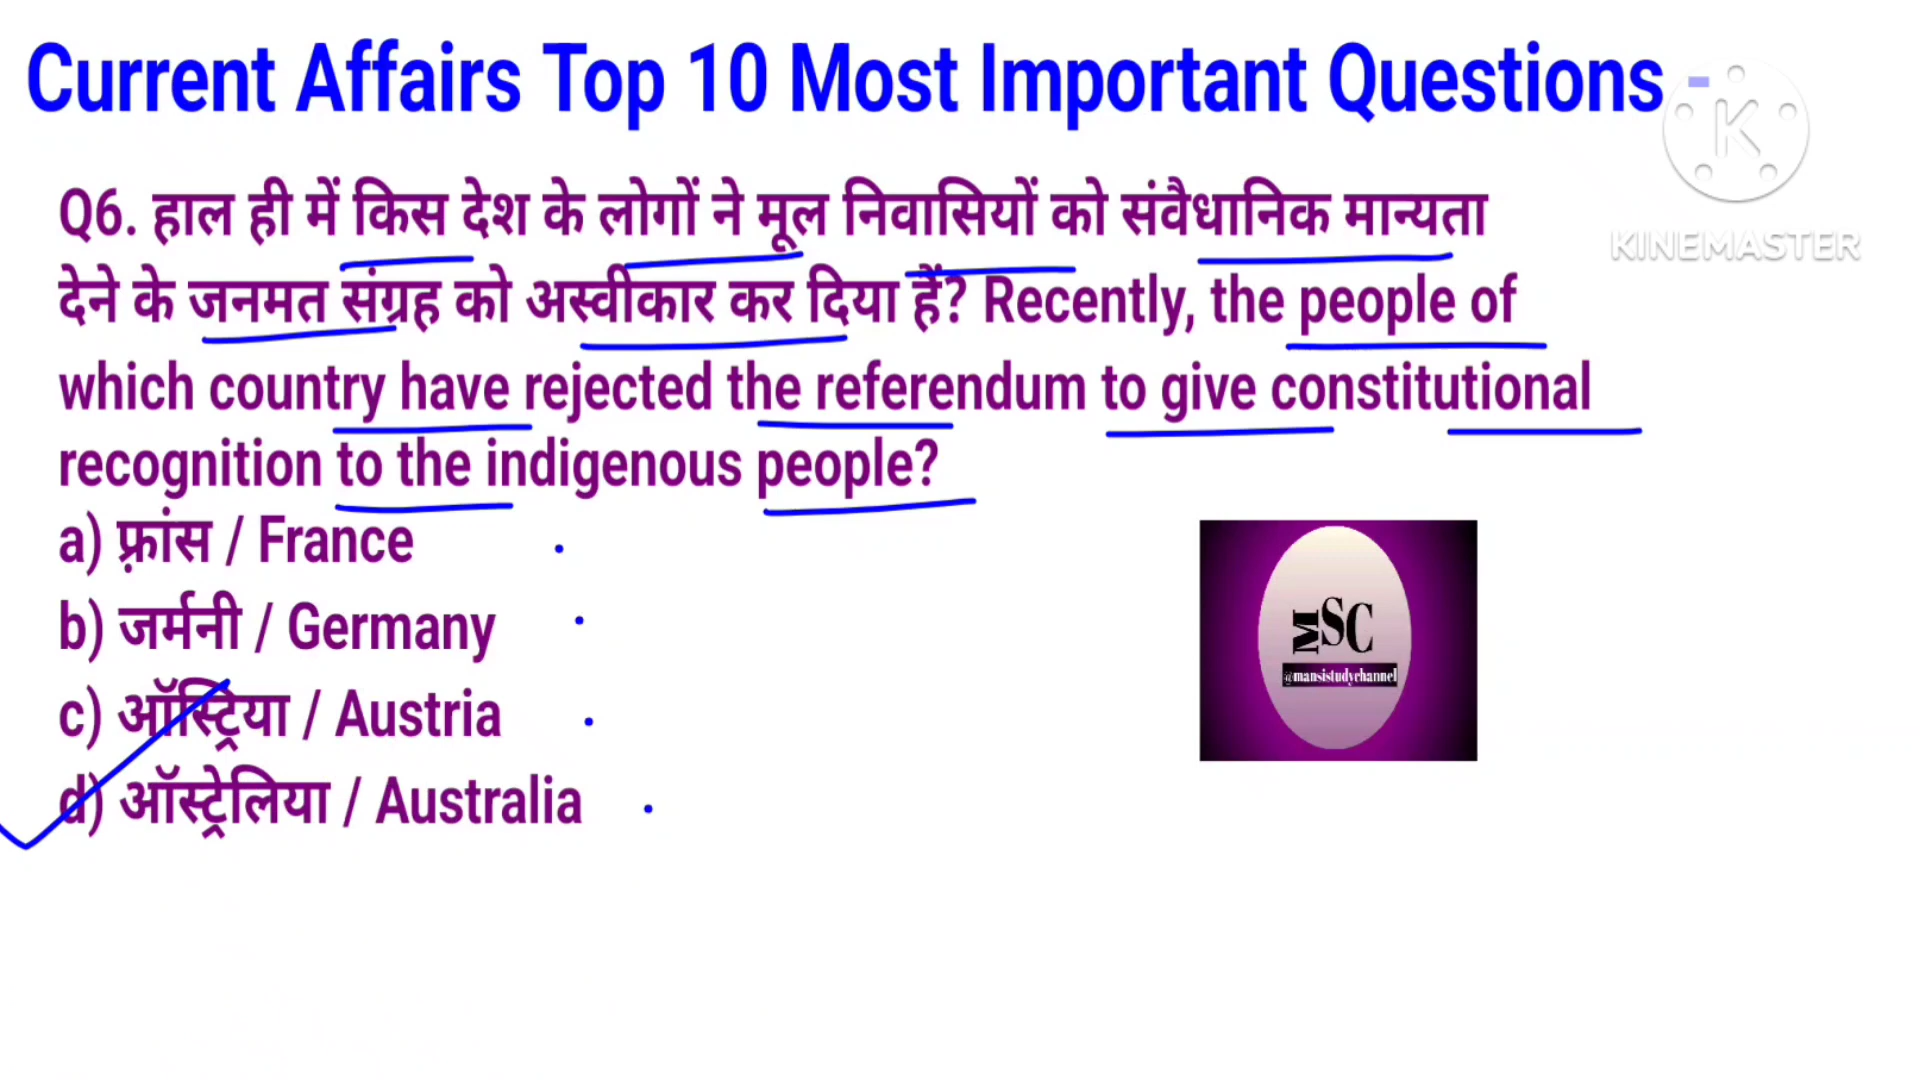 Current Affairs Top 10 Most Important Questions -
KINEMASTER
Q6. हाल ही में किस देश के लोगों ने मूल निवासियों को संवैधानिक मान्यता
देने के जनमत संग्रह को अस्वीकार कर दिया हैं? Recently, the people of
which country have rejected the referendum to give constitutional
recognition to the indigenous people?
a) फ़्रांस / France
b) जर्मनी / Germany
c) ऑस्ट्रिया / Austria
d) ऑस्ट्रेलिया / Australia
MSC
@mansistudychannel